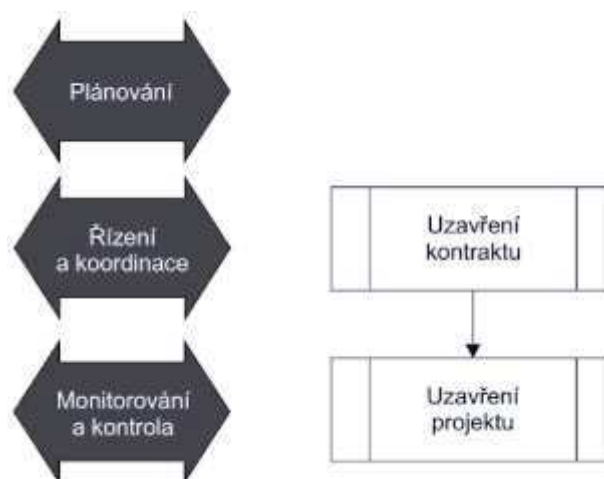 Plánování
Řízení
a koordinace
Monitorování
a kontrola
Uzavření
kontraktu
Uzavření
projektu